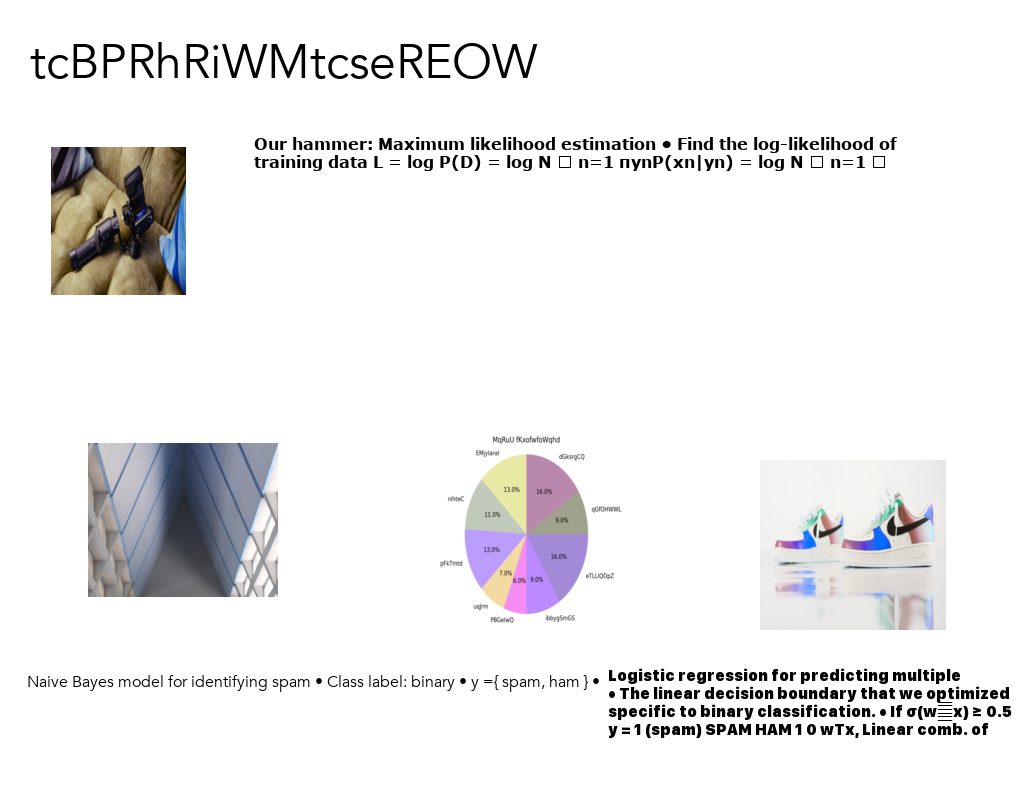 tcBPRhRiWMtcseREOW
Our hammer: Maximum likelihood estimation • Find the log-likelihood of
training data L = log P(D) = log N □ n=1 πynP(xn|yn) = log N □ n=1 □
MqRuU fKxofwfoWqhd
EMjylaraI
dGksrgCQ
13.0%
16.0%
nihteC
qGfOHWWL
11.0%
9.0%
13.0%
16.0%
pFkTmtd
eTLLIQOpZ
7.0%
6.0%
9.0%
uqJrm
PBGeIwQ
ibbygSmGS
Naive Bayes model for identifying spam • Class label: binary • y ={ spam, ham } •
Logistic regression for predicting multiple
• The linear decision boundary that we optimized
specific to binary classification. • If σ(w x) ≥ 0.5
y = 1 (spam) SPAM HAM 1 0 wTx, Linear comb. of